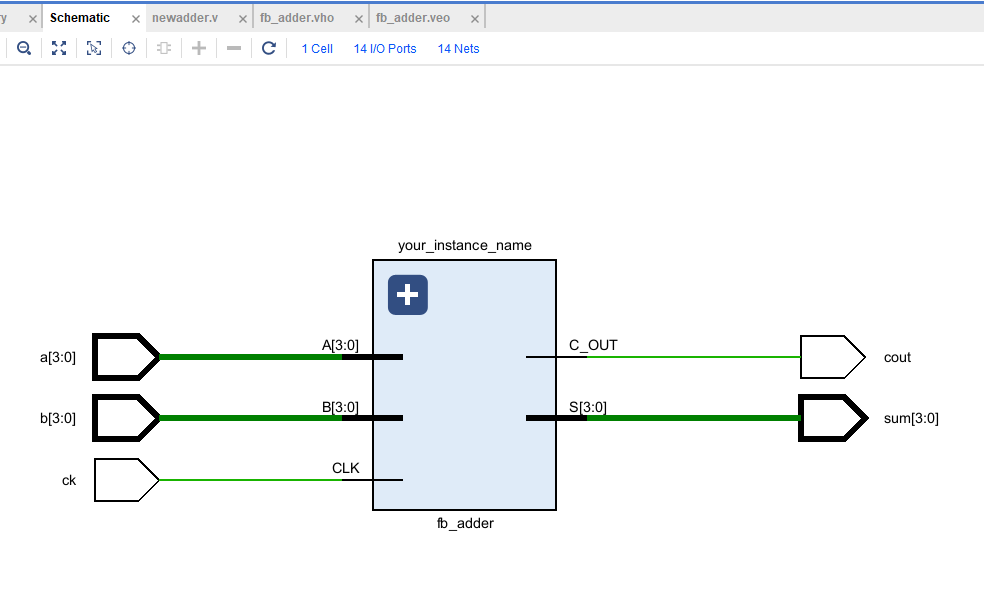 y
Schematic
newadder.v
fb_adder.vho
fb_adder.veo
1 Cell
14 I/O Ports
14 Nets
your_instance_name
a[3:0]
A[3:0]
C_OUT
cout
b[3:0]
B[3:0]
S[3:0]
sum[3:0]
ck
CLK
fb_adder